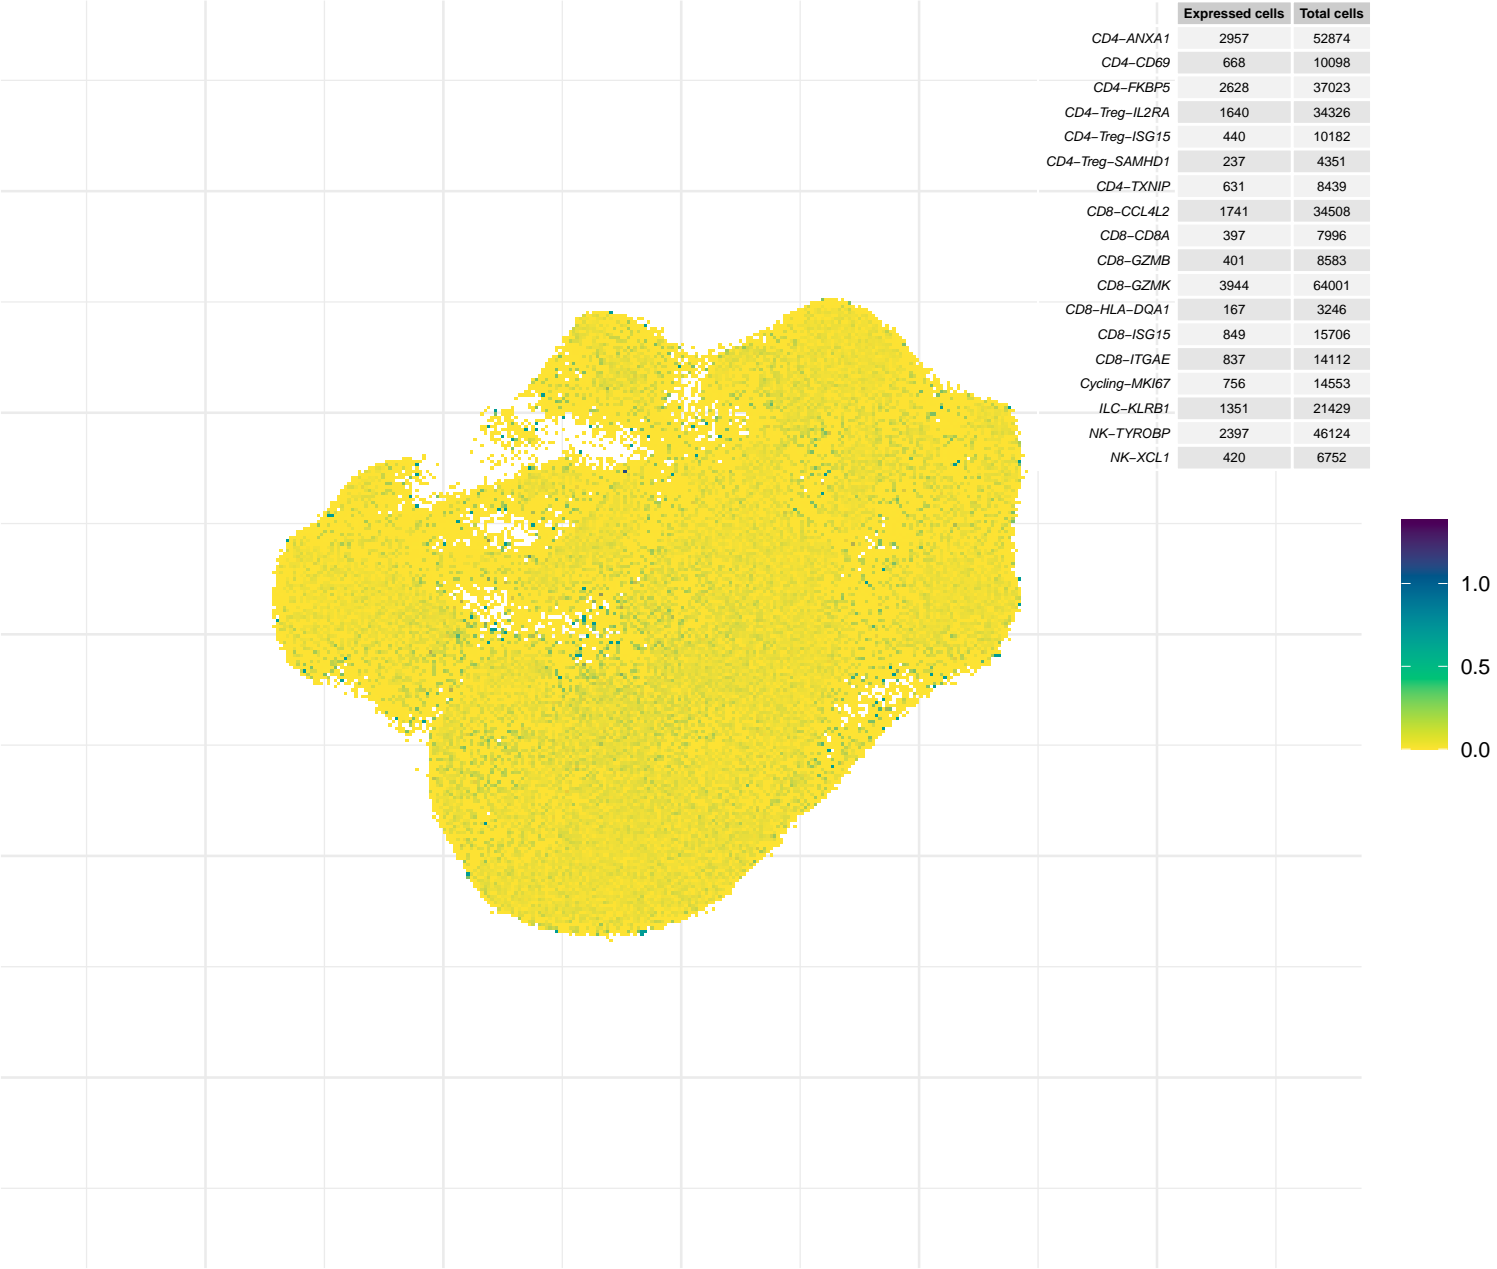 Expressed cells Total cells
CD4−ANXA1 2957 52874
CD4−CD69 668 10098
CD4−FKBP5 2628 37023
CD4−Treg−IL2RA 1640 34326
CD4−Treg−ISG15 440 10182
CD4−Treg−SAMHD1 237 4351
CD4−TXNIP 631 8439
CD8−CCL4L2 1741 34508
CD8−CD8A 397 7996
CD8−GZMB 401 8583
CD8−GZMK 3944 64001
CD8−HLA−DQA1 167 3246
CD8−ISG15 849 15706
CD8−ITGAE 837 14112
Cycling−MKI67 756 14553
ILC−KLRB1 1351 21429
NK−TYROBP 2397 46124
NK−XCL1 420 6752
1.0
0.5
0.0